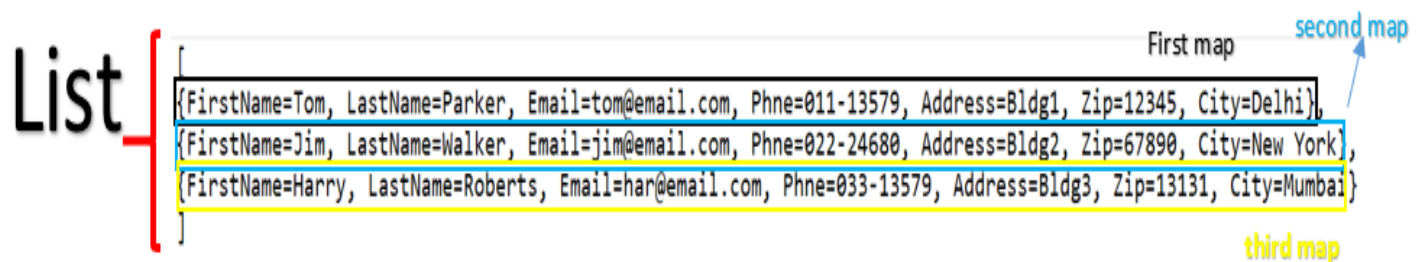 second map
First map
List
[
{FirstName=Tom, LastName=Parker, Email=tom@email.com, Phne=011-13579, Address=Bldg1, Zip=12345, City=Delhi},
{FirstName=Jim, LastName=Walker, Email=jim@email.com, Phne=022-24680, Address=Bldg2, Zip=67890, City=New York},
{FirstName=Harry, LastName=Roberts, Email=har@email.com, Phne=033-13579, Address=Bldg3, Zip=13131, City=Mumbai}
]
third map